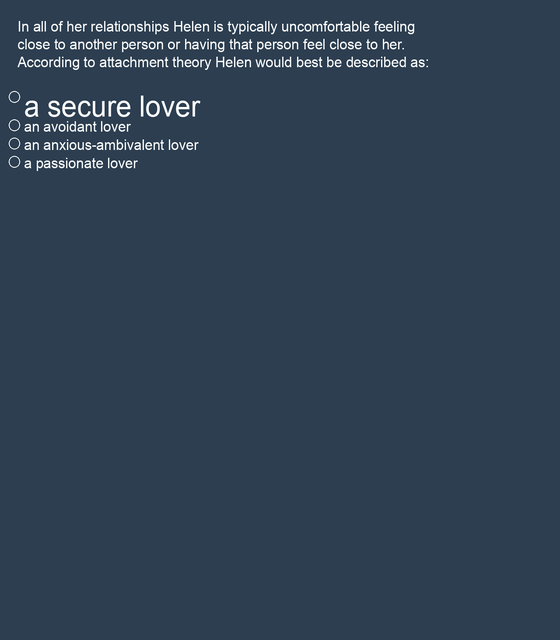 In all of her relationships Helen is typically uncomfortable feeling
close to another person or having that person feel close to her.
According to attachment theory Helen would best be described as:
a secure lover
an avoidant lover
an anxious-ambivalent lover
a passionate lover